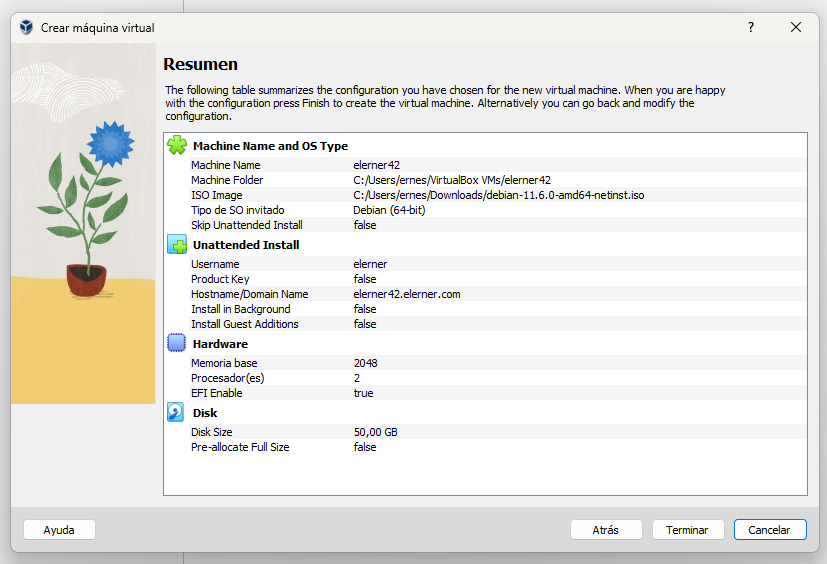 Crear máquina virtual
?
Resumen
The following table summarizes the configuration you have chosen for the new virtual machine. When you are happy
with the configuration press Finish to create the virtual machine. Alternatively you can go back and modify the
configuration.
Machine Name and OS Type
Machine Name elerner42
Machine Folder C:/Users/ernes/VirtualBox VMs/elerner42
ISO Image C:/Users/ernes/Downloads/debian-11.6.0-amd64-netinst.iso
Tipo de SO invitado Debian (64-bit)
Skip Unattended Install false
Unattended Install
Username elerner
Product Key false
Hostname/Domain Name elerner42.elerner.com
Install in Background false
Install Guest Additions false
Hardware
Memoria base 2048
Procesador(es) 2
EFI Enable true
Disk
Disk Size 50,00 GB
Pre-allocate Full Size false
Ayuda Atrás Terminar Cancelar